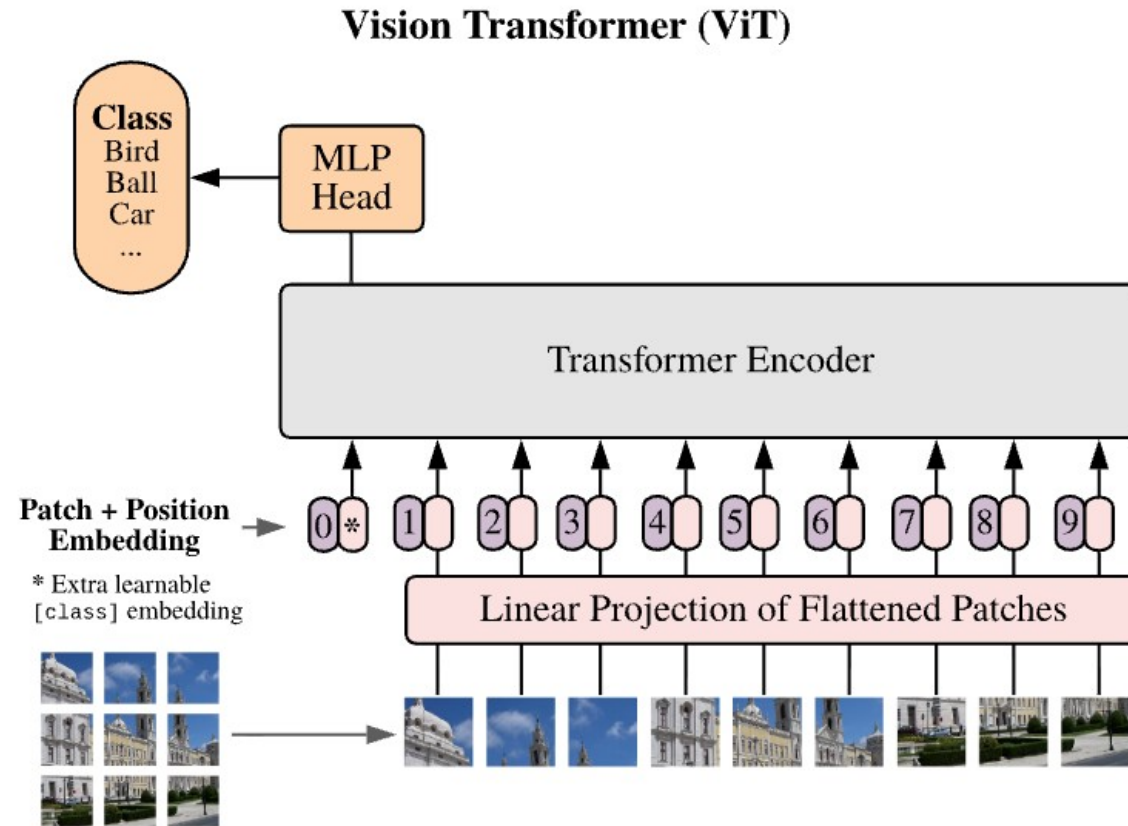 Vision Transformer (ViT)
Class
Bird
Ball
Car
...
MLP
Head
Transformer Encoder
Patch + Position
Embedding
0 * 1 2 3 4 5 6 7 8 9
* Extra learnable
[class] embedding
Linear Projection of Flattened Patches